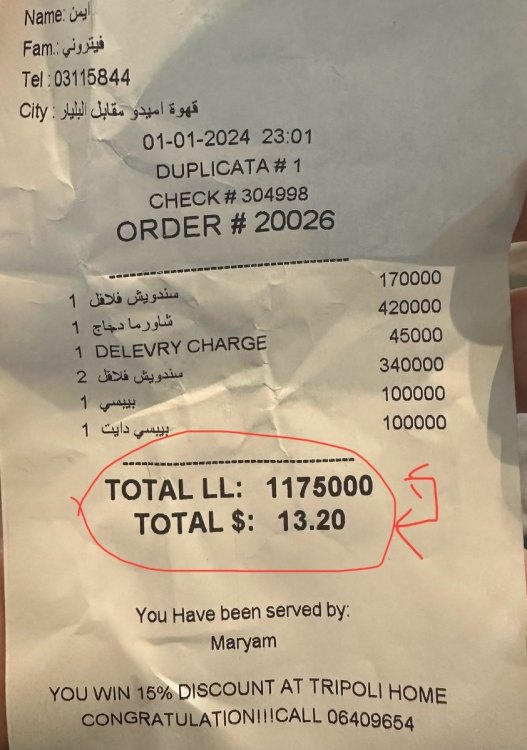 Name: ايمن
Fam.: فيتروني
Tel : 03115844
City : قهوة اميدو مقابل البليار
01-01-2024 23:01
DUPLICATA # 1
CHECK # 304998
ORDER # 20026
1 سندويش فلافل 170000
1 شاورما دجاج 420000
1 DELEVRY CHARGE 45000
2 سندويش فلافل 340000
1 بيبسي 100000
1 بيبسي دايت 100000
TOTAL LL: 1175000
TOTAL $: 13.20
You Have been served by:
Maryam
YOU WIN 15% DISCOUNT AT TRIPOLI HOME
CONGRATULATION!!!CALL 06409654